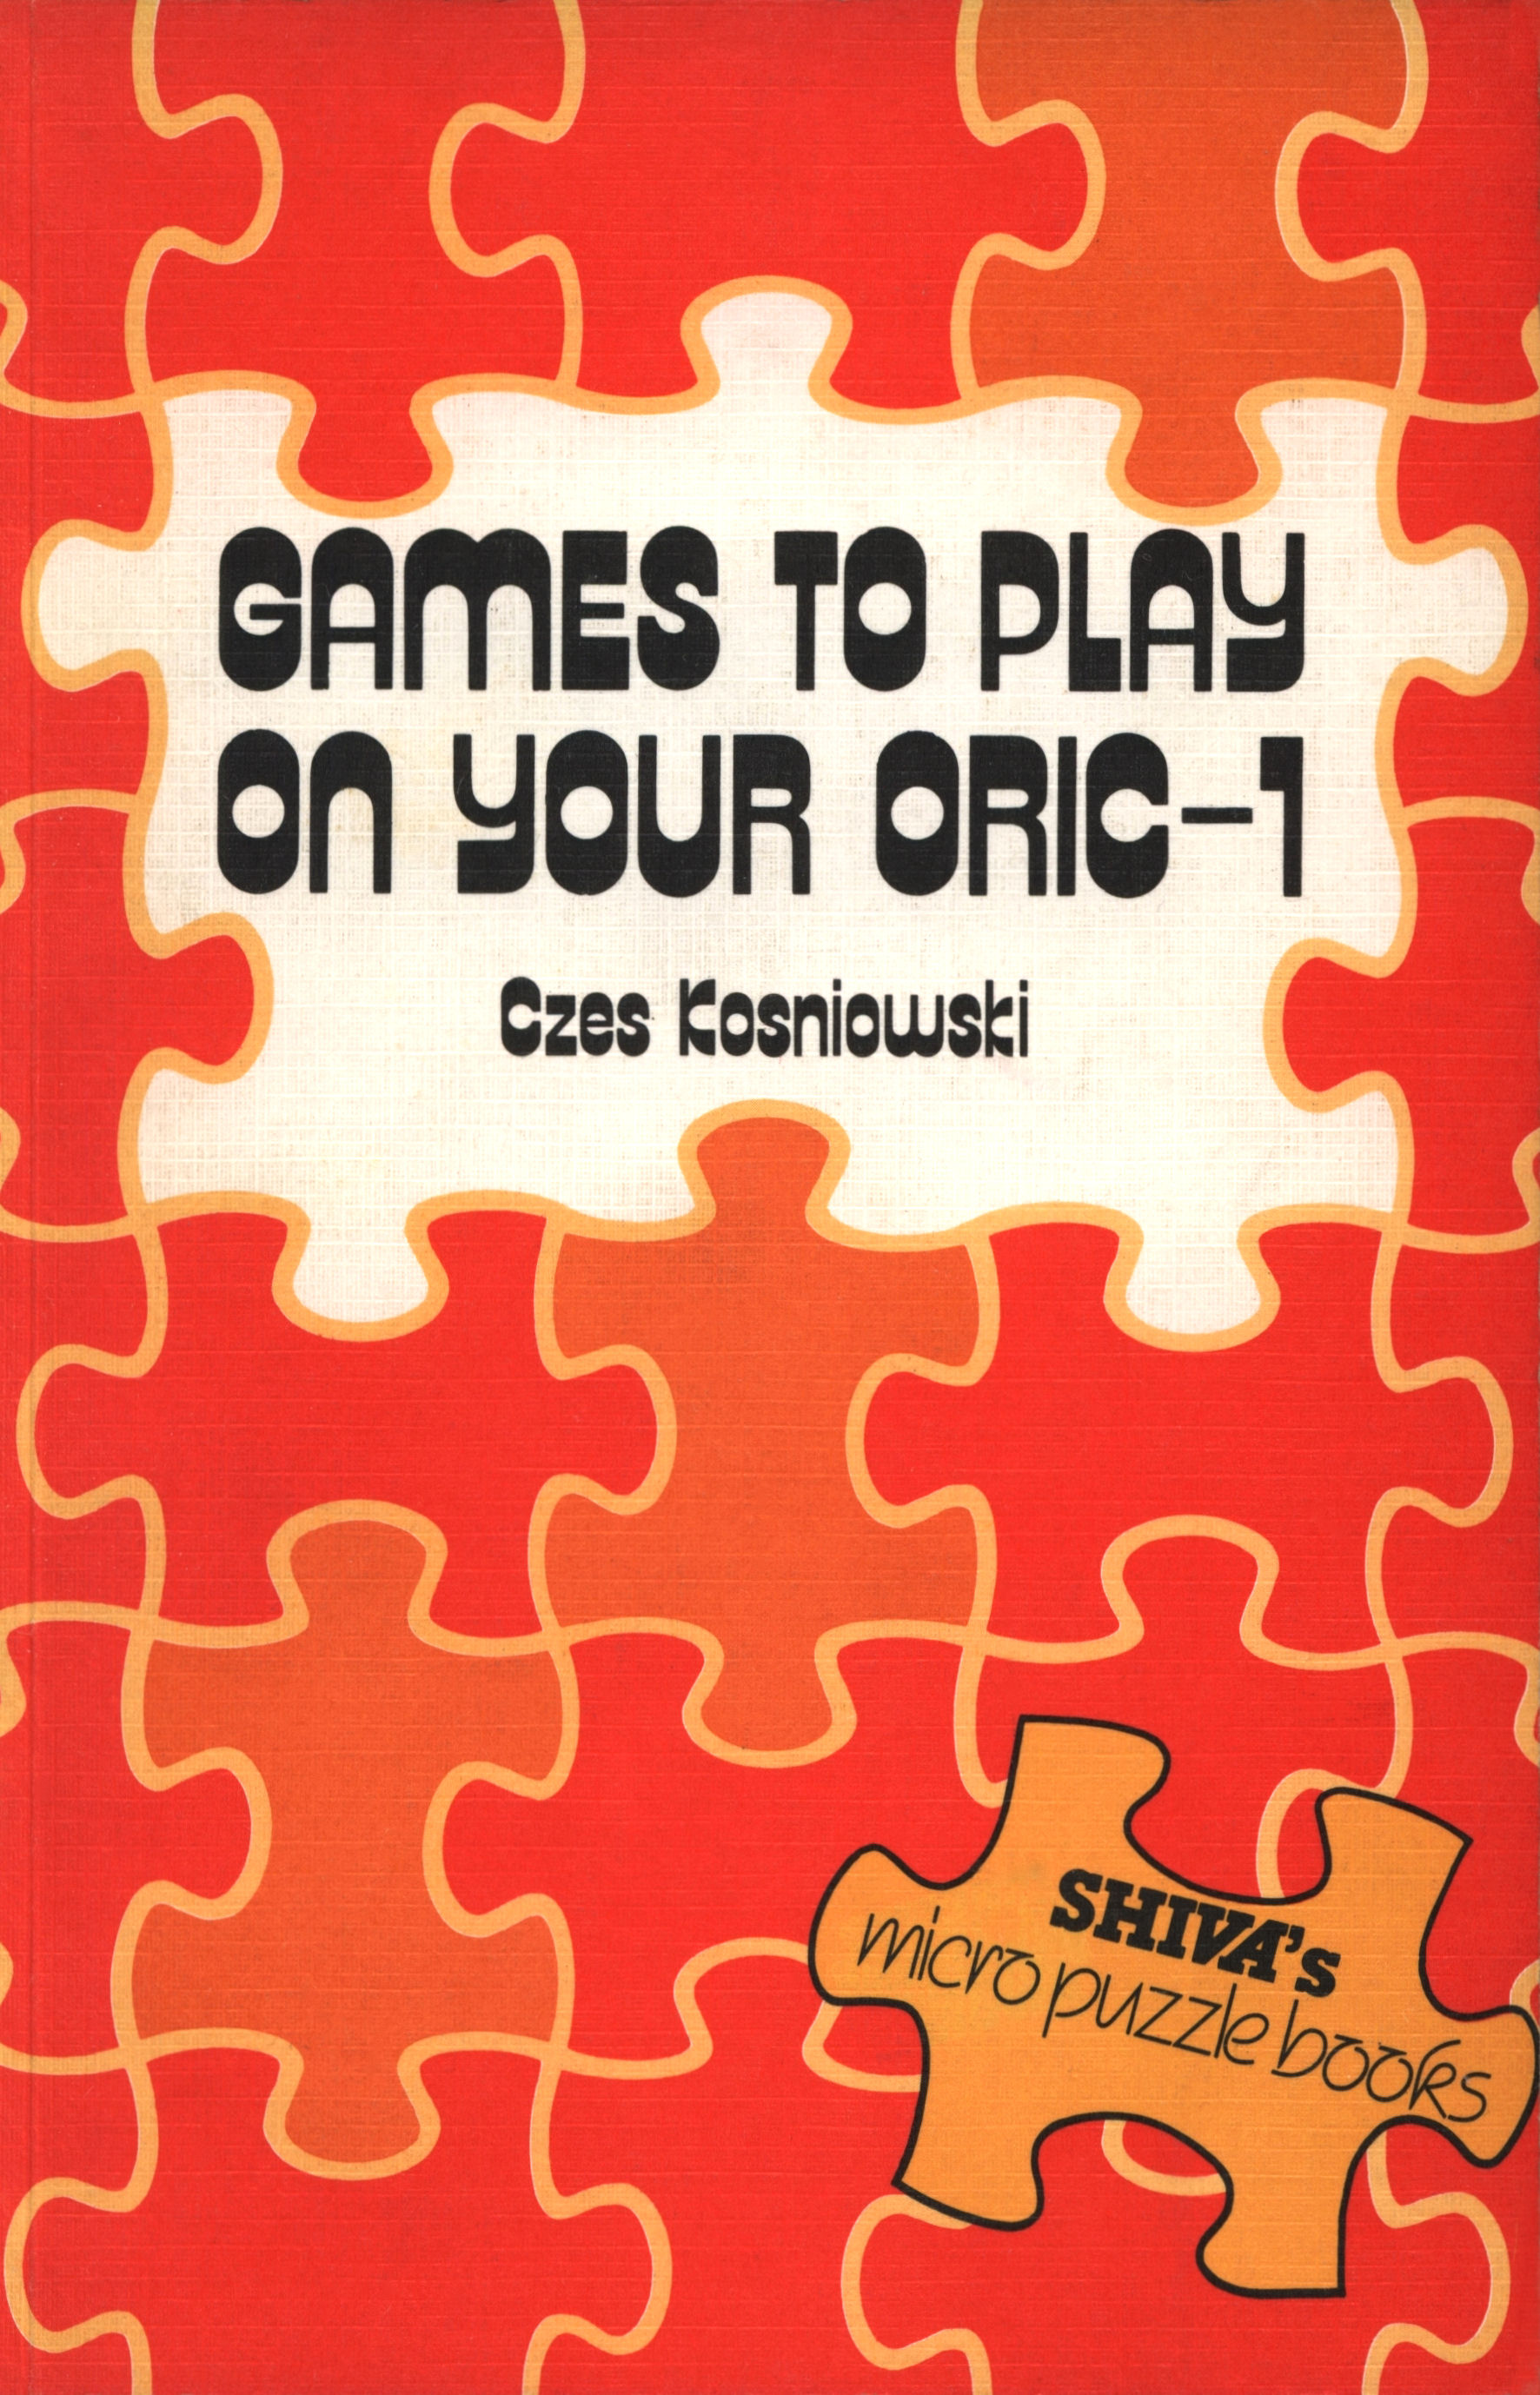 GAMES TO PLAY
ON YOUR ORIC-1
Czes Kosniowski
SHIVA's
micro puzzle books